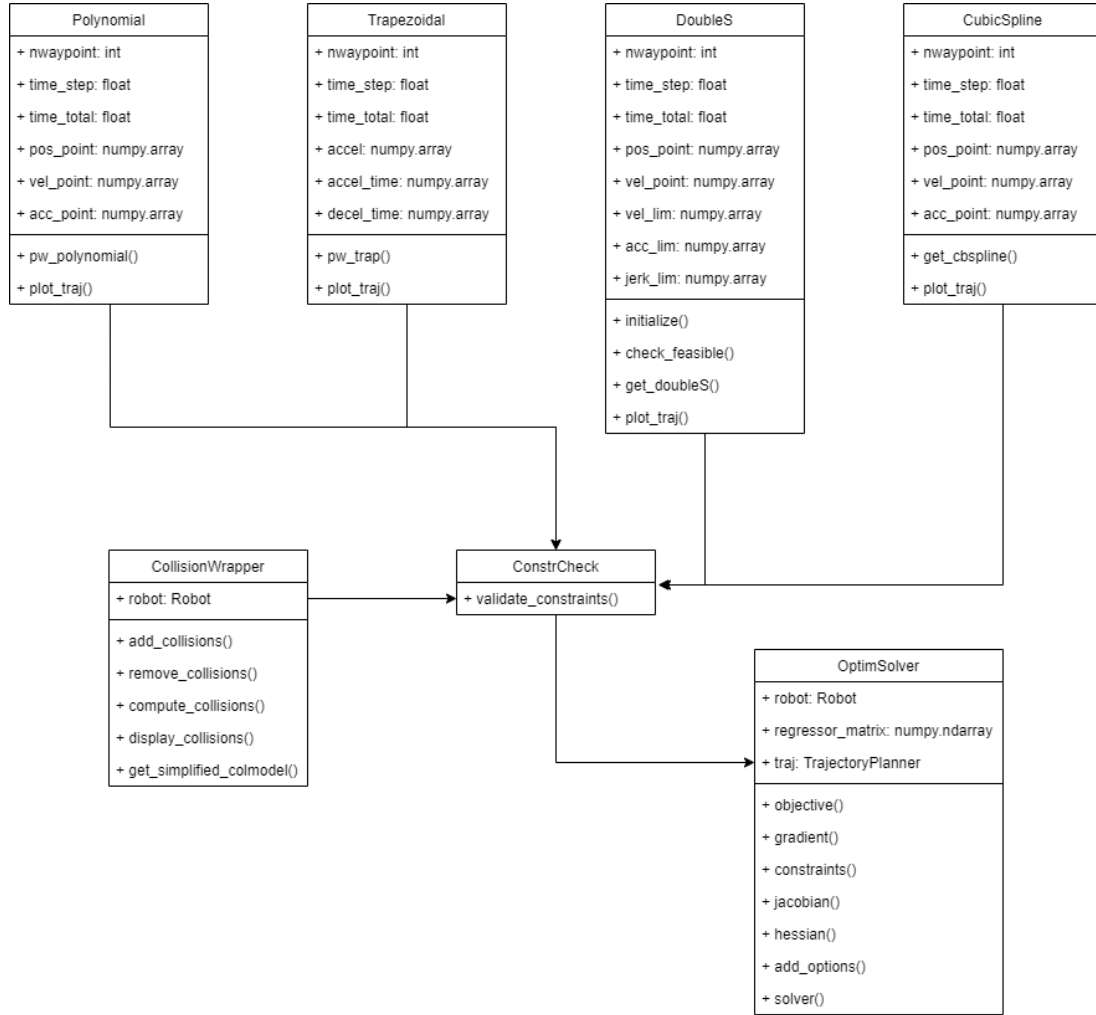 Polynomial
+ nwaypoint: int
+ time_step: float
+ time_total: float
+ pos_point: numpy.array
+ vel_point: numpy.array
+ acc_point: numpy.array
+ pw_polynomial()
+ plot_traj()
Trapezoidal
+ nwaypoint: int
+ time_step: float
+ time_total: float
+ accel: numpy.array
+ accel_time: numpy.array
+ decel_time: numpy.array
+ pw_trap()
+ plot_traj()
DoubleS
+ nwaypoint: int
+ time_step: float
+ time_total: float
+ pos_point: numpy.array
+ vel_point: numpy.array
+ vel_lim: numpy.array
+ acc_lim: numpy.array
+ jerk_lim: numpy.array
+ initialize()
+ check_feasible()
+ get_doubleS()
+ plot_traj()
CubicSpline
+ nwaypoint: int
+ time_step: float
+ time_total: float
+ pos_point: numpy.array
+ vel_point: numpy.array
+ acc_point: numpy.array
+ get_cbspline()
+ plot_traj()
CollisionWrapper
+ robot: Robot
+ add_collisions()
+ remove_collisions()
+ compute_collisions()
+ display_collisions()
+ get_simplified_colmodel()
ConstrCheck
+ validate_constraints()
OptimSolver
+ robot: Robot
+ regressor_matrix: numpy.ndarray
+ traj: TrajectoryPlanner
+ objective()
+ gradient()
+ constraints()
+ jacobian()
+ hessian()
+ add_options()
+ solver()